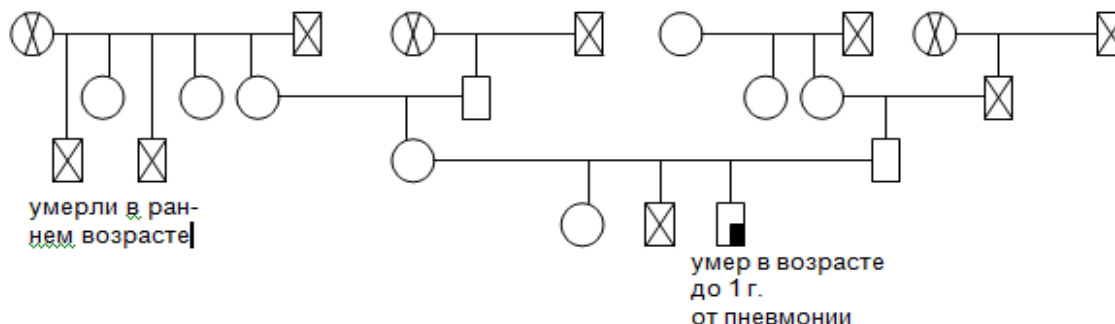 умерли в ран-
нем возрасте
умер в возрасте
до 1 г.
от пневмонии